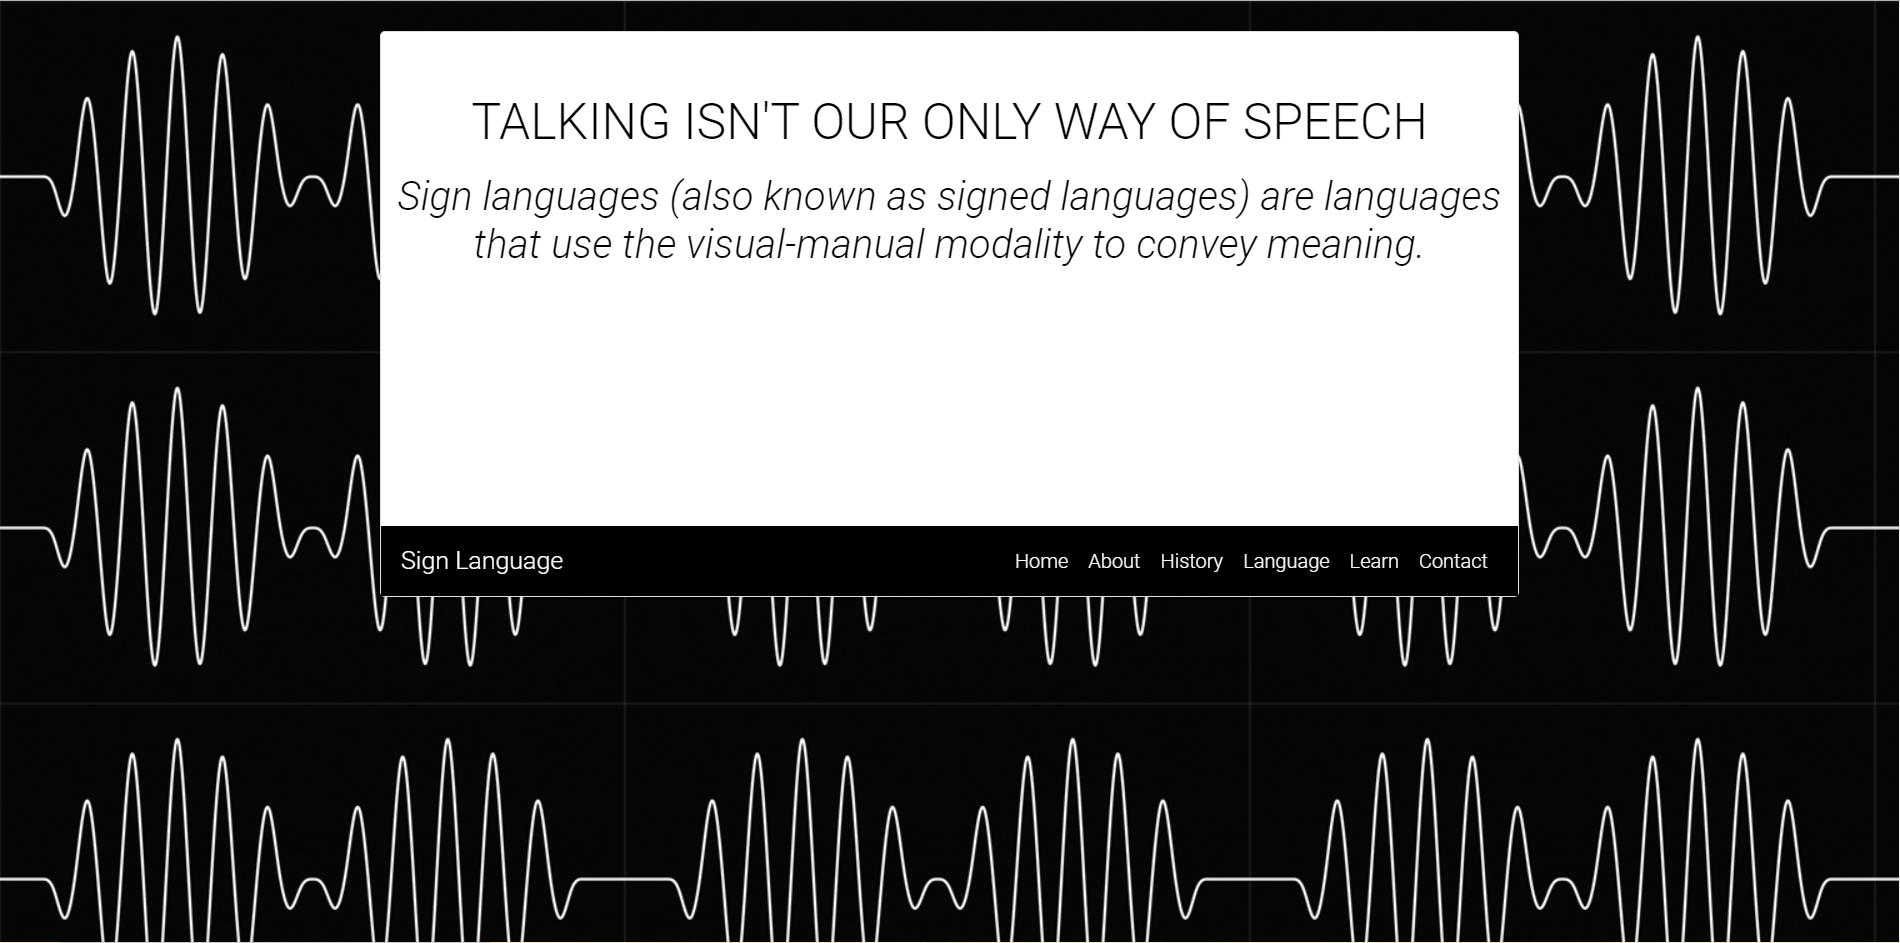 TALKING ISN'T OUR ONLY WAY OF SPEECH
Sign languages (also known as signed languages) are languages
that use the visual-manual modality to convey meaning.
Sign Language
Home About History Language Learn Contact